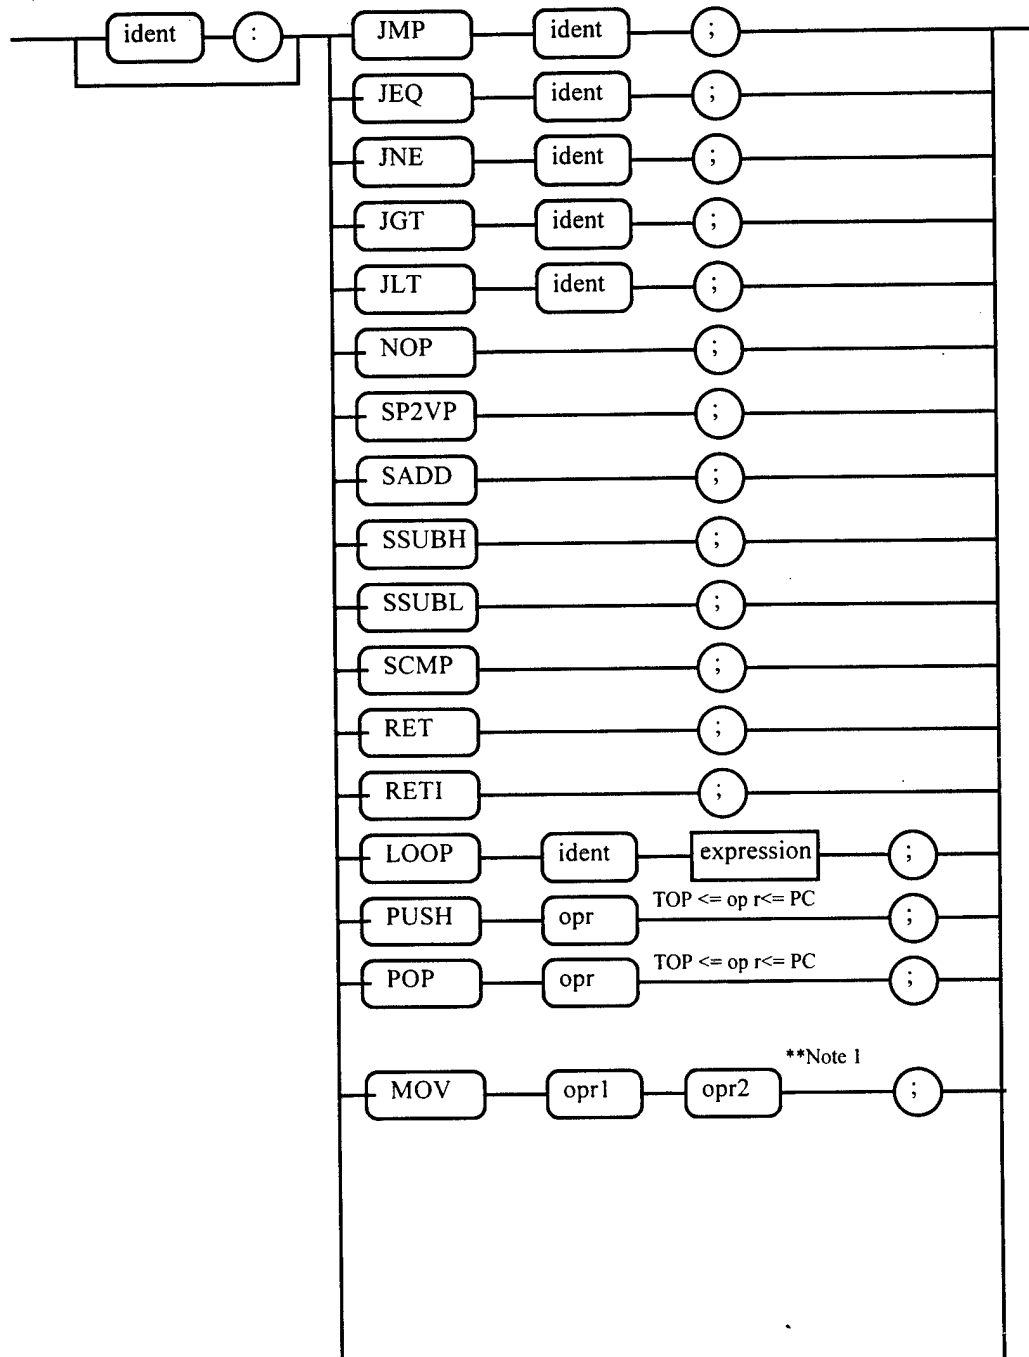 ident : JMP ident ;
JEQ ident ;
JNE ident ;
JGT ident ;
JLT ident ;
NOP ;
SP2VP ;
SADD ;
SSUBH ;
SSUBL ;
SCMP ;
RET ;
RETI ;
LOOP ident expression ;
PUSH opr TOP <= op r<= PC ;
POP opr TOP <= op r<= PC ;
**Note 1
MOV opr1 opr2 ;